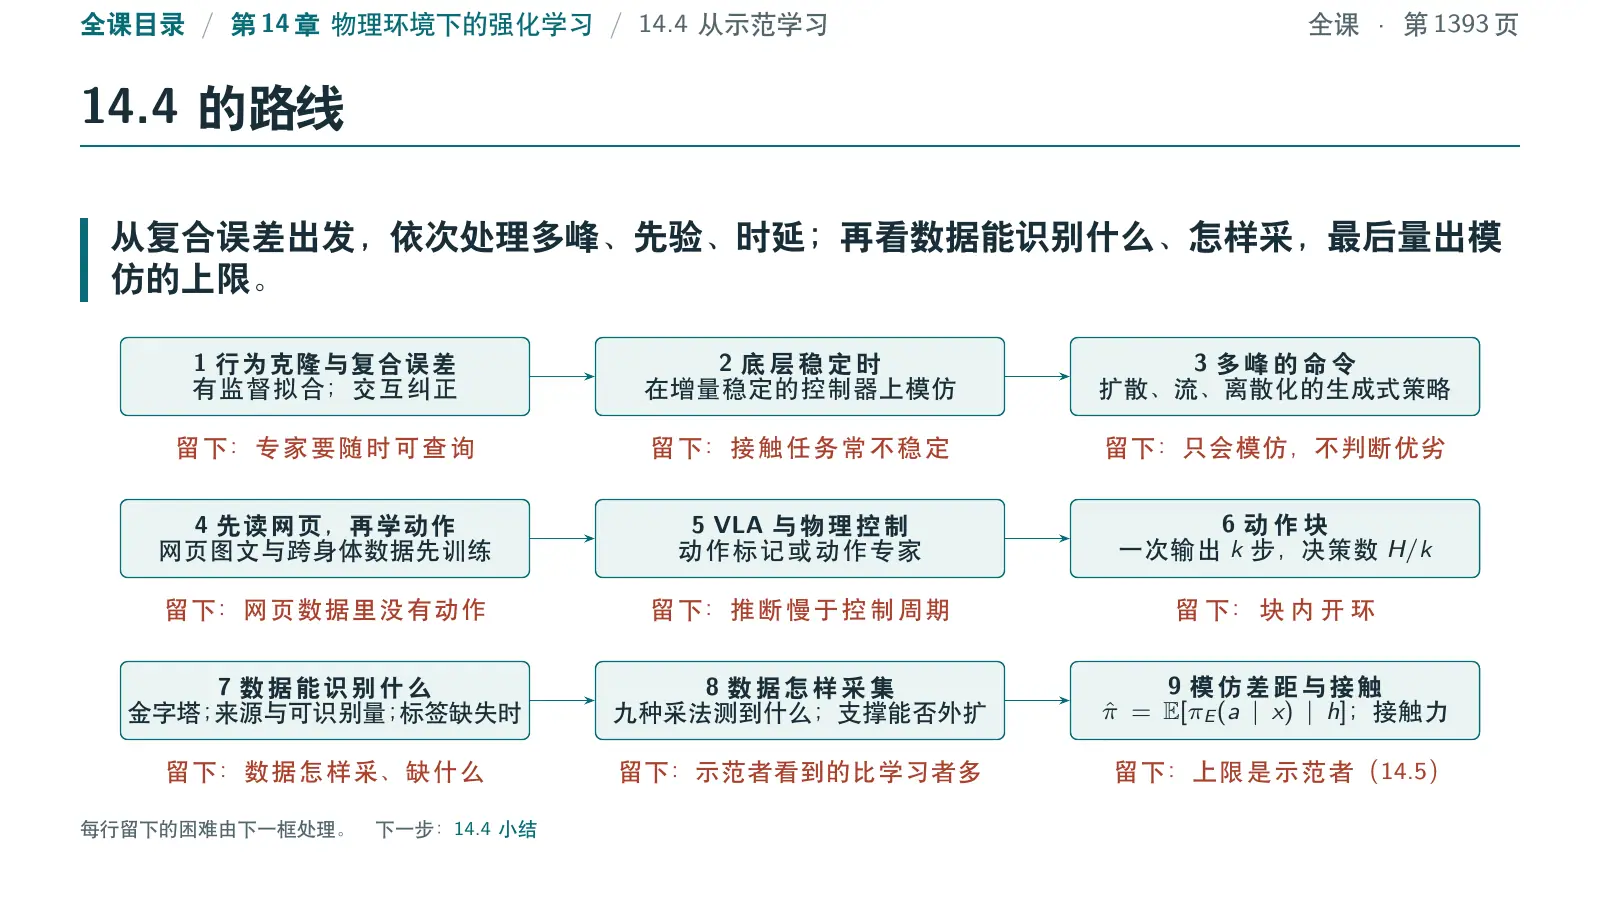 全课目录 / 第 14 章 物理环境下的强化学习 / 14.4 从示范学习
全课 · 第 1393 页
14.4 的路线
从复合误差出发，依次处理多峰、先验、时延；再看数据能识别什么、怎样采，最后量出模
仿的上限。
1 行为克隆与复合误差
有监督拟合；交互纠正
留下：专家要随时可查询
2 底层稳定时
在增量稳定的控制器上模仿
留下：接触任务常不稳定
3 多峰的命令
扩散、流、离散化的生成式策略
留下：只会模仿，不判断优劣
4 先读网页，再学动作
网页图文与跨身体数据先训练
留下：网页数据里没有动作
5 VLA 与物理控制
动作标记或动作专家
留下：推断慢于控制周期
6 动作块
一次输出 k 步，决策数 H/k
留下：块内开环
7 数据能识别什么
金字塔；来源与可识别量；标签缺失时
留下：数据怎样采、缺什么
8 数据怎样采集
九种采法测到什么；支撑能否外扩
留下：示范者看到的比学习者多
9 模仿差距与接触
π̂ = 𝔼[π_E(a | x) | h]；接触力
留下：上限是示范者（14.5）
每行留下的困难由下一框处理。 下一步：14.4 小结